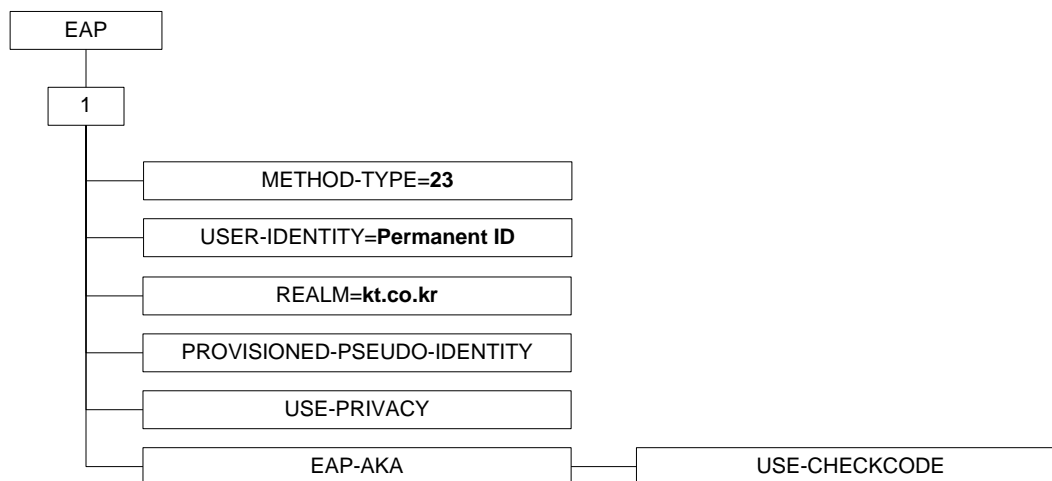 EAP
1
METHOD-TYPE=23
USER-IDENTITY=Permanent ID
REALM=kt.co.kr
PROVISIONED-PSEUDO-IDENTITY
USE-PRIVACY
EAP-AKA
USE-CHECKCODE